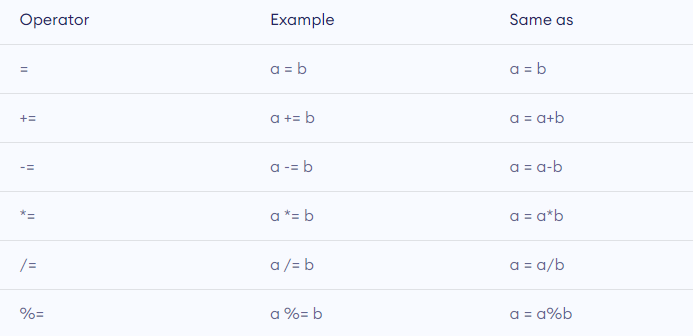 Operator Example Same as
= a = b a = b
+= a += b a = a+b
-= a -= b a = a-b
*= a *= b a = a*b
/= a /= b a = a/b
%= a %= b a = a%b